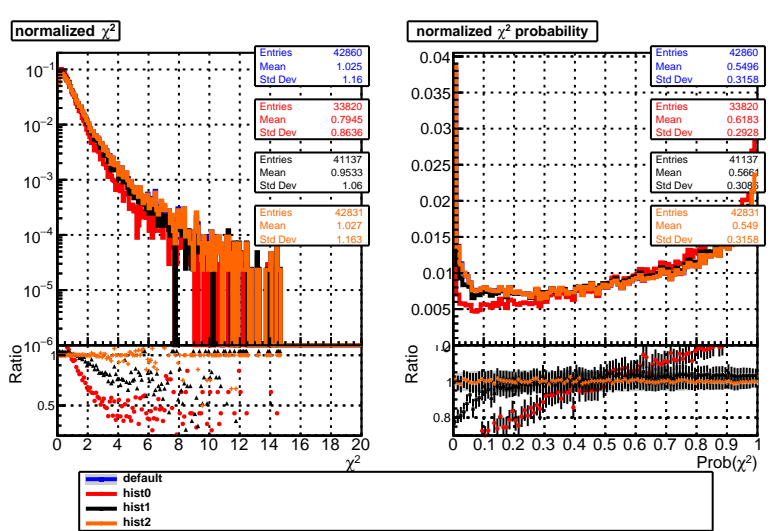 normalized χ²
Entries 42860
Mean 1.025
Std Dev 1.16
Entries 33820
Mean 0.7945
Std Dev 0.8636
Entries 41137
Mean 0.9533
Std Dev 1.06
Entries 42831
Mean 1.027
Std Dev 1.163
10⁻¹
10⁻²
10⁻³
10⁻⁴
10⁻⁵
10⁻⁶
Ratio
1
0.5
0 2 4 6 8 10 12 14 16 18 20
χ²
normalized χ² probability
Entries 42860
Mean 0.5496
Std Dev 0.3158
Entries 33820
Mean 0.6183
Std Dev 0.2928
Entries 41137
Mean 0.5661
Std Dev 0.3086
Entries 42831
Mean 0.549
Std Dev 0.3158
0.04
0.035
0.03
0.025
0.02
0.015
0.01
0.005
Ratio
1
0.8
0 0.1 0.2 0.3 0.4 0.5 0.6 0.7 0.8 0.9 1
Prob(χ²)
default
hist0
hist1
hist2